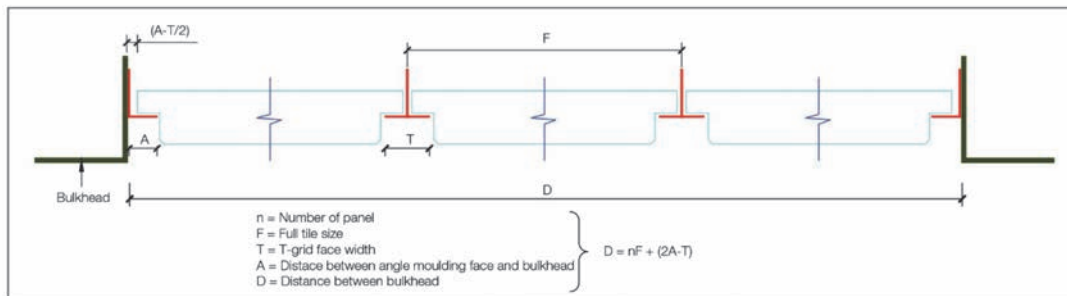 (A-T/2)
F
A
T
Bulkhead
D
n = Number of panel
F = Full tile size
T = T-grid face width
A = Distace between angle moulding face and bulkhead
D = Distance between bulkhead
D = nF + (2A-T)